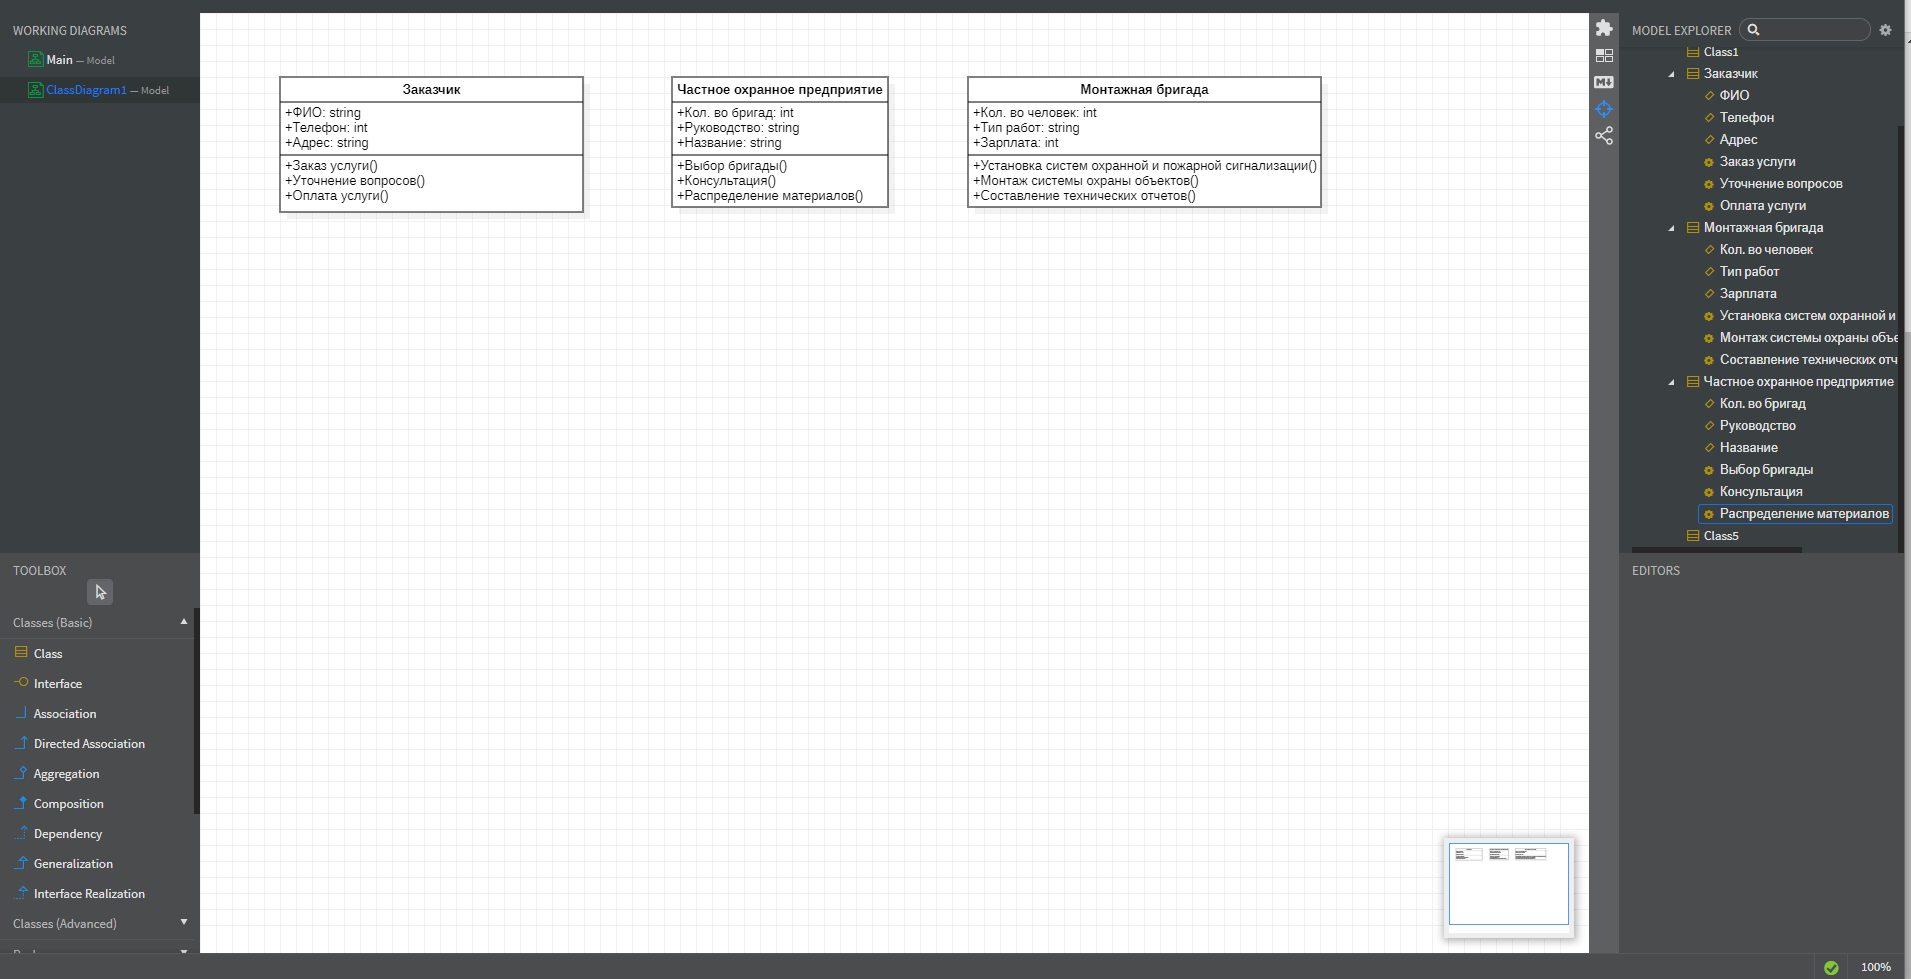 WORKING DIAGRAMS
Main — Model
ClassDiagram1 — Model
Заказчик
+ФИО: string
+Телефон: int
+Адрес: string
+Заказ услуги()
+Уточнение вопросов()
+Оплата услуги()
Частное охранное предприятие
+Кол. во бригад: int
+Руководство: string
+Название: string
+Выбор бригады()
+Консультация()
+Распределение материалов()
Монтажная бригада
+Кол. во человек: int
+Тип работ: string
+Зарплата: int
+Установка систем охранной и пожарной сигнализации()
+Монтаж системы охраны объектов()
+Составление технических отчетов()
MODEL EXPLORER
Class1
Заказчик
ФИО
Телефон
Адрес
Заказ услуги
Уточнение вопросов
Оплата услуги
Монтажная бригада
Кол. во человек
Тип работ
Зарплата
Установка систем охранной и
Монтаж системы охраны объе
Составление технических отч
Частное охранное предприятие
Кол. во бригад
Руководство
Название
Выбор бригады
Консультация
Распределение материалов
Class5
EDITORS
TOOLBOX
Classes (Basic)
Class
Interface
Association
Directed Association
Aggregation
Composition
Dependency
Generalization
Interface Realization
Classes (Advanced)
100%